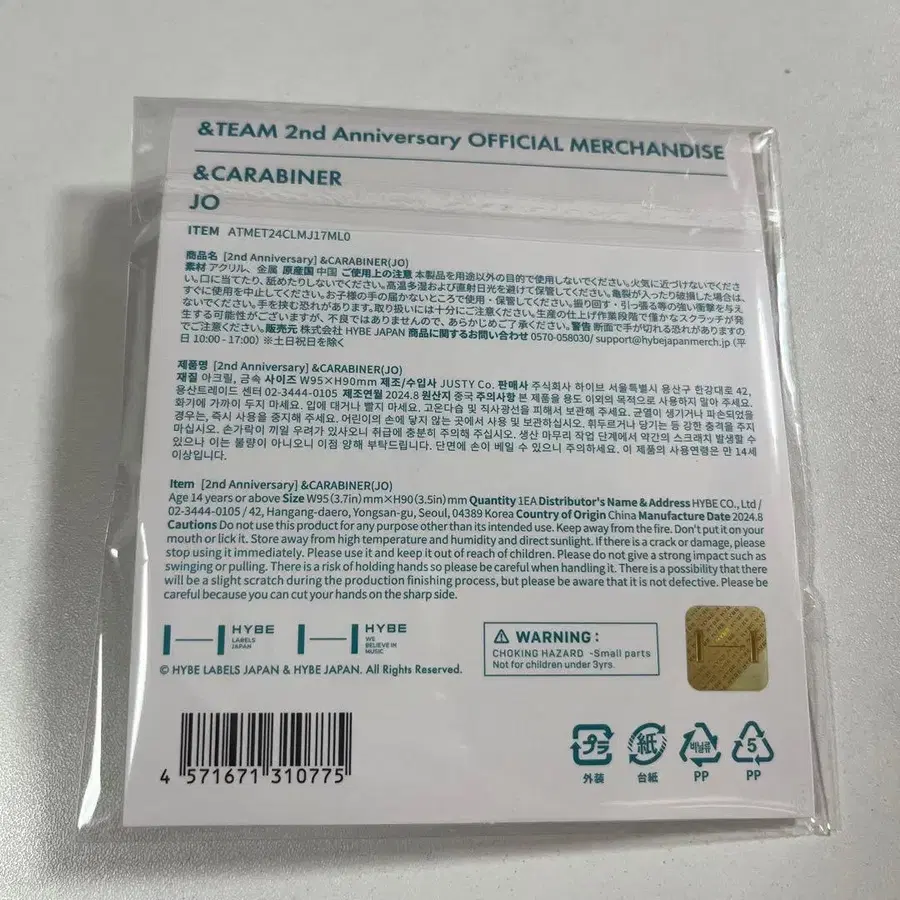 &TEAM 2nd Anniversary OFFICIAL MERCHANDISE
&CARABINER
JO
ITEM ATMET24CLMJ17ML0
商品名 [2nd Anniversary] &CARABINER(JO)
素材 アクリル、金属 原産国 中国 ご使用上の注意 本製品を用途以外の目的で使用しないでください。火気に近づけないでくださ
い。口に当てたり、舐めたりしないでください。高温多湿および直射日光を避けて保管してください。亀裂が入ったり破損した場合は、
すぐに使用を中止してください。お子様の手の届かないところで使用・保管してください。振り回す・引っ張る等の強い衝撃を与え
ないでください。手を挟む恐れがあります。取り扱いには十分にご注意ください。生産の仕上げ作業段階で僅かなスクラッチが発
生する可能性がございますが、不良ではありませんので、あらかじめご了承ください。警告 断面で手が切れる恐れがありますの
でご注意ください。販売元 株式会社 HYBE JAPAN 商品に関するお問い合わせ 0570-058030/ support@hybejapanmerch.jp (平
日 10:00 - 17:00) ※土日祝日を除く
제품명 [2nd Anniversary] &CARABINER(JO)
재질 아크릴, 금속 사이즈 W95×H90mm 제조/수입사 JUSTY Co. 판매사 주식회사 하이브 서울특별시 용산구 한강대로 42,
용산트레이드 센터 02-3444-0105 제조연월 2024.8 원산지 중국 주의사항 본 제품을 용도 이외의 목적으로 사용하지 말아 주세요.
화기에 가까이 두지 마세요. 입에 대거나 빨지 마세요. 고온다습 및 직사광선을 피해서 보관해 주세요. 균열이 생기거나 파손되었을
경우는, 즉시 사용을 중지해 주세요. 어린이의 손에 닿지 않는 곳에서 사용 및 보관하십시오. 휘두르거나 당기는 등 강한 충격을 주지
마십시오. 손가락이 끼일 우려가 있사오니 취급에 충분히 주의해 주십시오. 생산 마무리 작업 단계에서 약간의 스크래치 발생할 수
있으나 이는 불량이 아니오니 이점 양해 부탁드립니다. 단면에 손이 베일 수 있으니 주의하세요. 이 제품의 사용연령은 만 14세
이상입니다.
Item [2nd Anniversary] &CARABINER(JO)
Age 14 years or above Size W95(3.7in)mm×H90(3.5in)mm Quantity 1EA Distributor's Name & Address HYBE CO., Ltd /
02-3444-0105 / 42, Hangang-daero, Yongsan-gu, Seoul, 04389 Korea Country of Origin China Manufacture Date 2024.8
Cautions Do not use this product for any purpose other than its intended use. Keep away from the fire. Don't put it on your
mouth or lick it. Store away from high temperature and humidity and direct sunlight. If there is a crack or damage, please
stop using it immediately. Please use it and keep it out of reach of children. Please do not give a strong impact such as
swinging or pulling. There is a risk of holding hands so please be careful when handling it. There is a possibility that there
will be a slight scratch during the production finishing process, but please be aware that it is not defective. Please be
careful because you can cut your hands on the sharp side.
HYBE
LABELS
JAPAN
HYBE
WE
BELIEVE IN
MUSIC
© HYBE LABELS JAPAN & HYBE JAPAN. All Rights Reserved.
WARNING :
CHOKING HAZARD -Small parts
Not for children under 3yrs.
4 571671 310775
プラ
外装
紙
台紙
비닐류
PP
5
PP